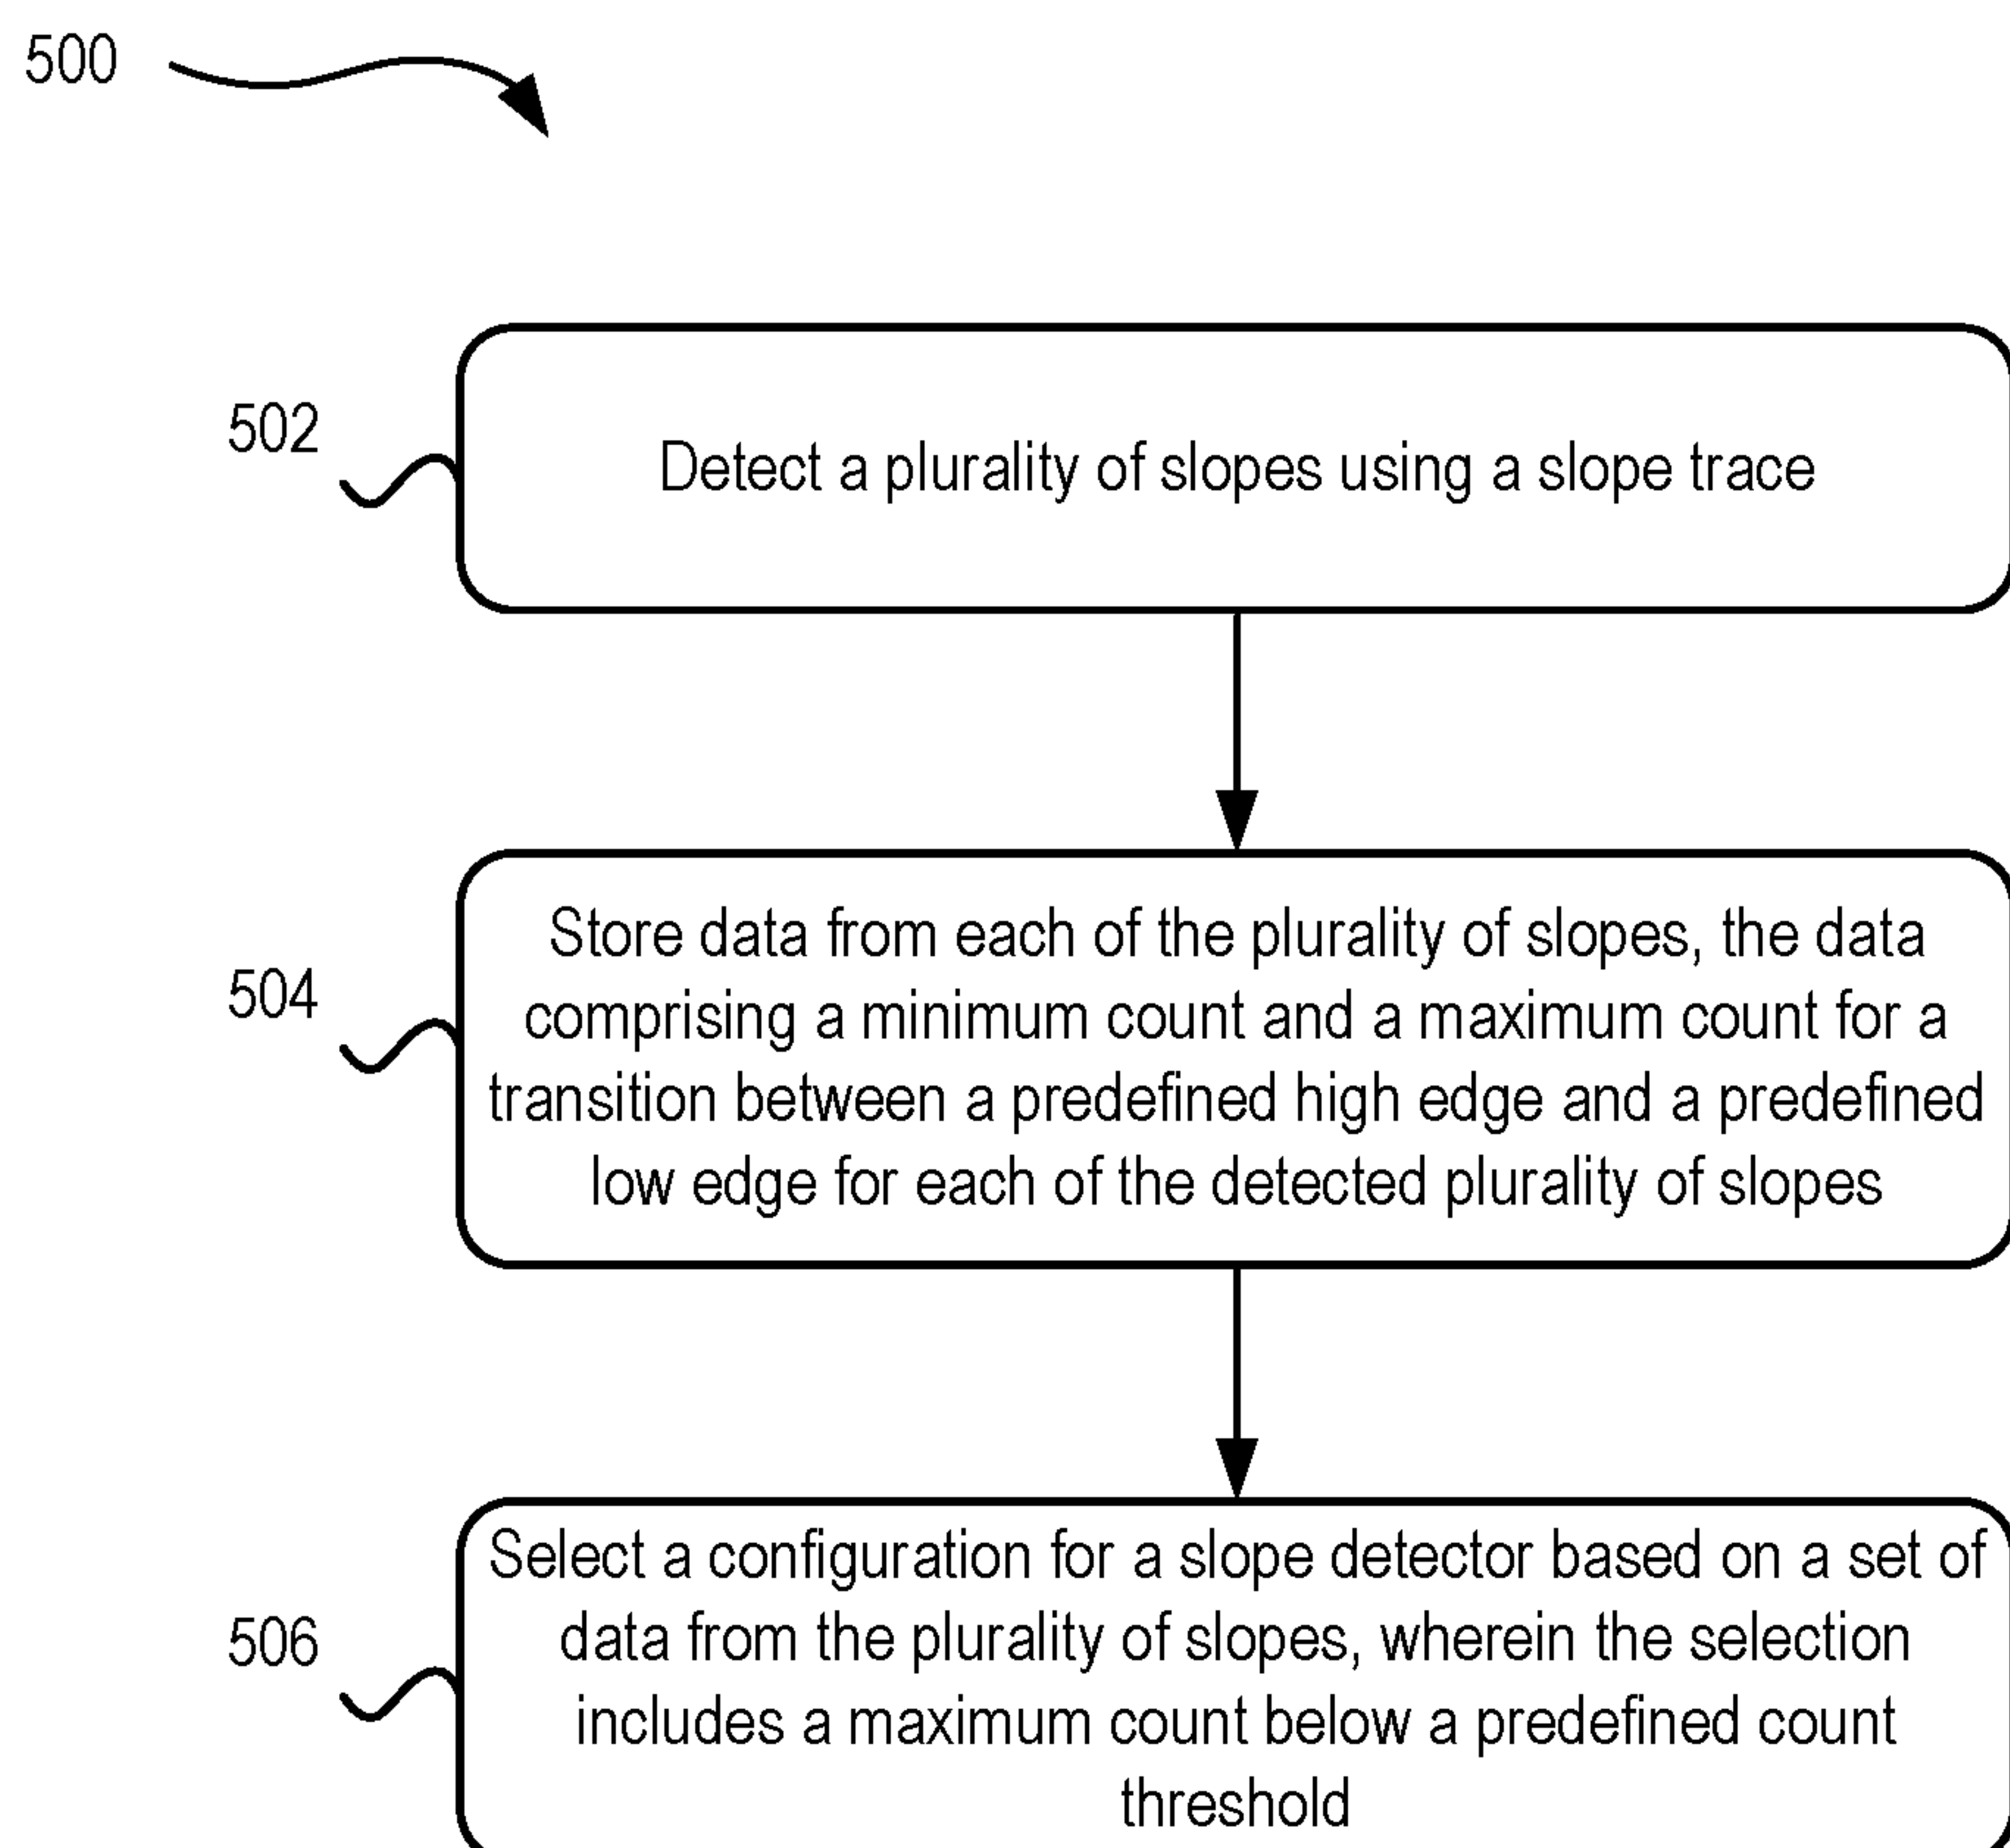 500
502
Detect a plurality of slopes using a slope trace
504
Store data from each of the plurality of slopes, the data
comprising a minimum count and a maximum count for a
transition between a predefined high edge and a predefined
low edge for each of the detected plurality of slopes
506
Select a configuration for a slope detector based on a set of
data from the plurality of slopes, wherein the selection
includes a maximum count below a predefined count
threshold